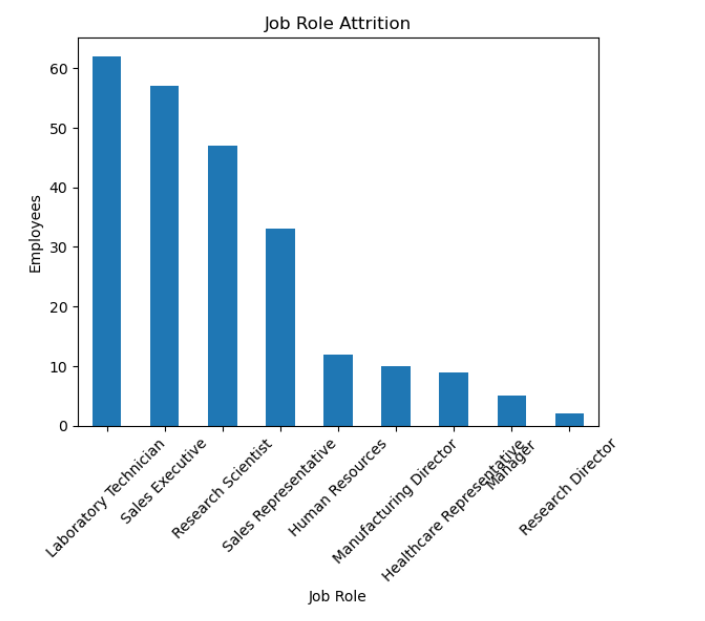 Job Role Attrition
Employees
60
50
40
30
20
10
0
Laboratory Technician
Sales Executive
Research Scientist
Sales Representative
Human Resources
Manufacturing Director
Healthcare Representative
Manager
Research Director
Job Role